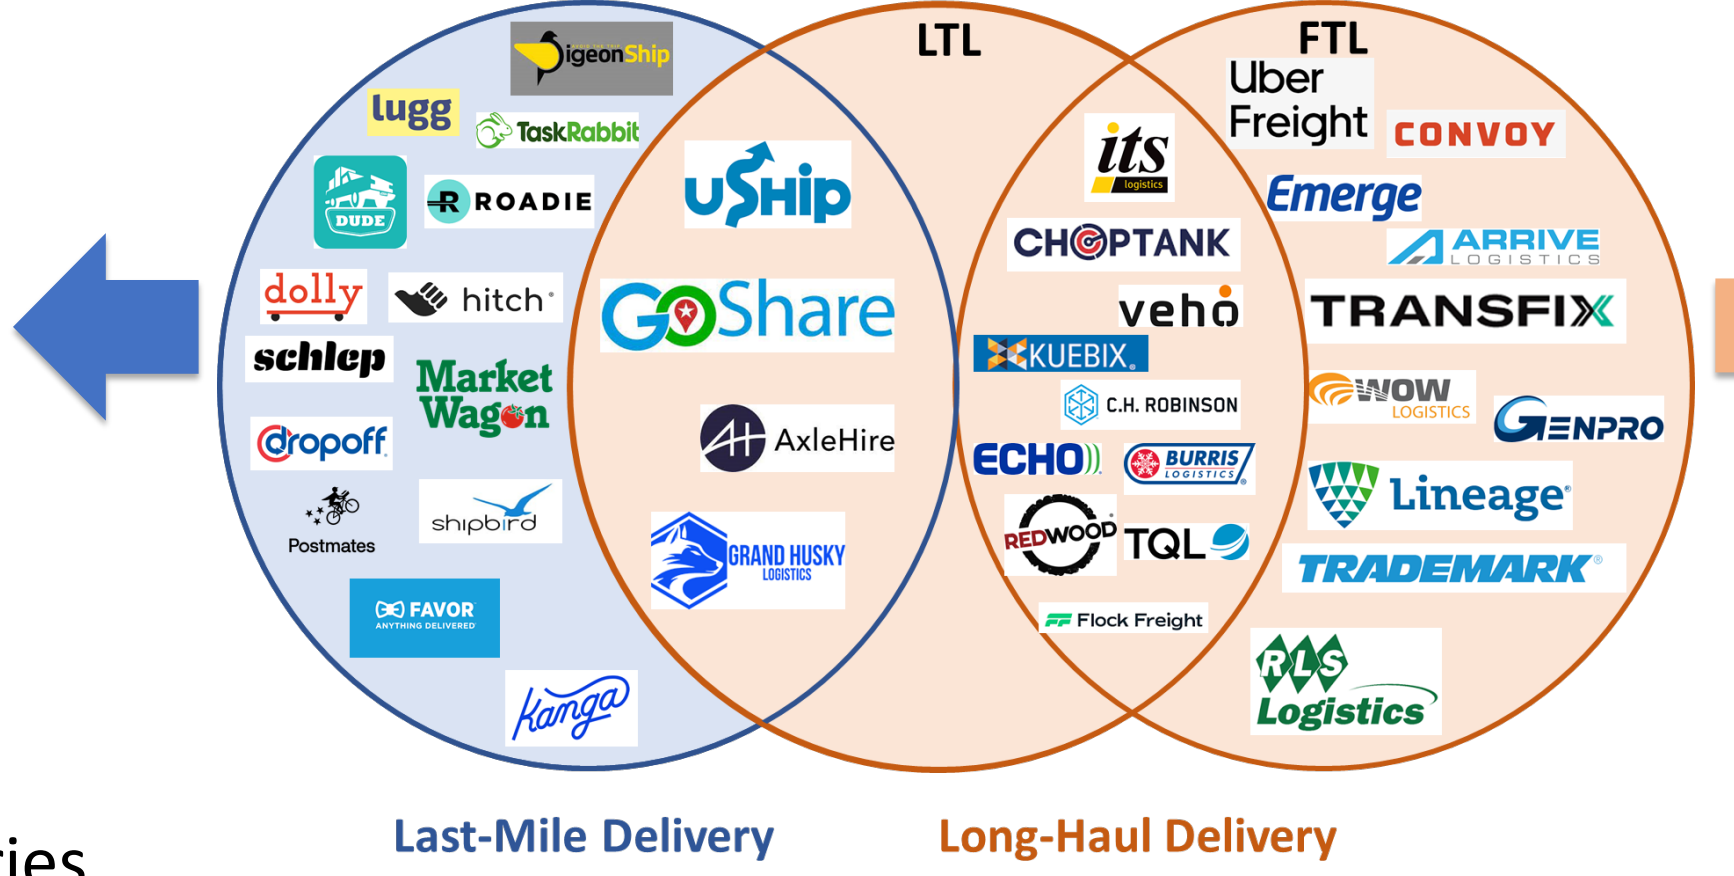 LTL
FTL
PigeonShip
lugg
TaskRabbit
DUDE
R ROADIE
dolly
hitch
schlep
Market
Wagon
dropoff
Postmates
shipbird
FAVOR
ANYTHING DELIVERED
Kanga
uShip
GoShare
AH AxleHire
GRAND HUSKY
LOGISTICS
its
logistics
CHOPTANK
veho
KUEBIX®
C.H. ROBINSON
ECHO
BURRIS
LOGISTICS
REDWOOD
TQL
FF Flock Freight
Uber
Freight
CONVOY
Emerge
ARRIVE
LOGISTICS
TRANSFIX
WOW
LOGISTICS
GENPRO
Lineage®
TRADEMARK®
RLS
Logistics
Last-Mile Delivery
Long-Haul Delivery
ries